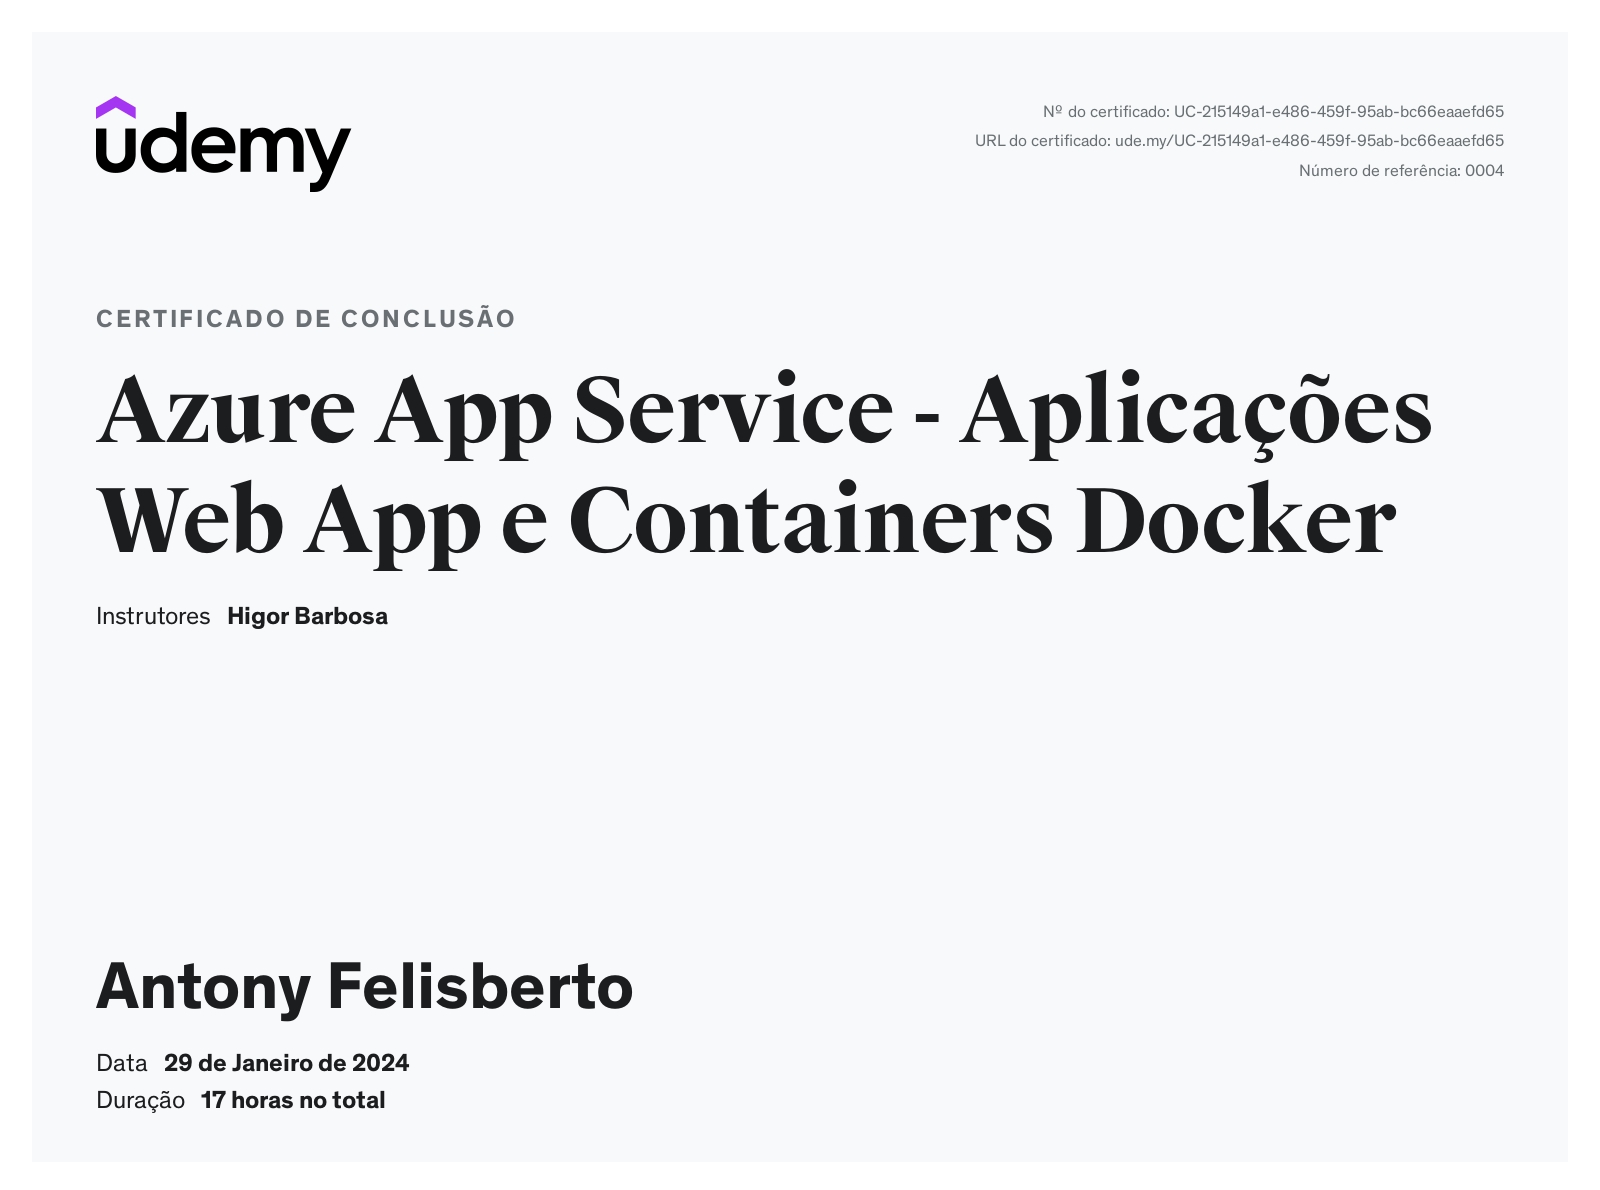 udemy
Nº do certificado: UC-215149a1-e486-459f-95ab-bc66eaaefd65
URL do certificado: ude.my/UC-215149a1-e486-459f-95ab-bc66eaaefd65
Número de referência: 0004
CERTIFICADO DE CONCLUSÃO
Azure App Service - Aplicações
Web App e Containers Docker
Instrutores Higor Barbosa
Antony Felisberto
Data 29 de Janeiro de 2024
Duração 17 horas no total